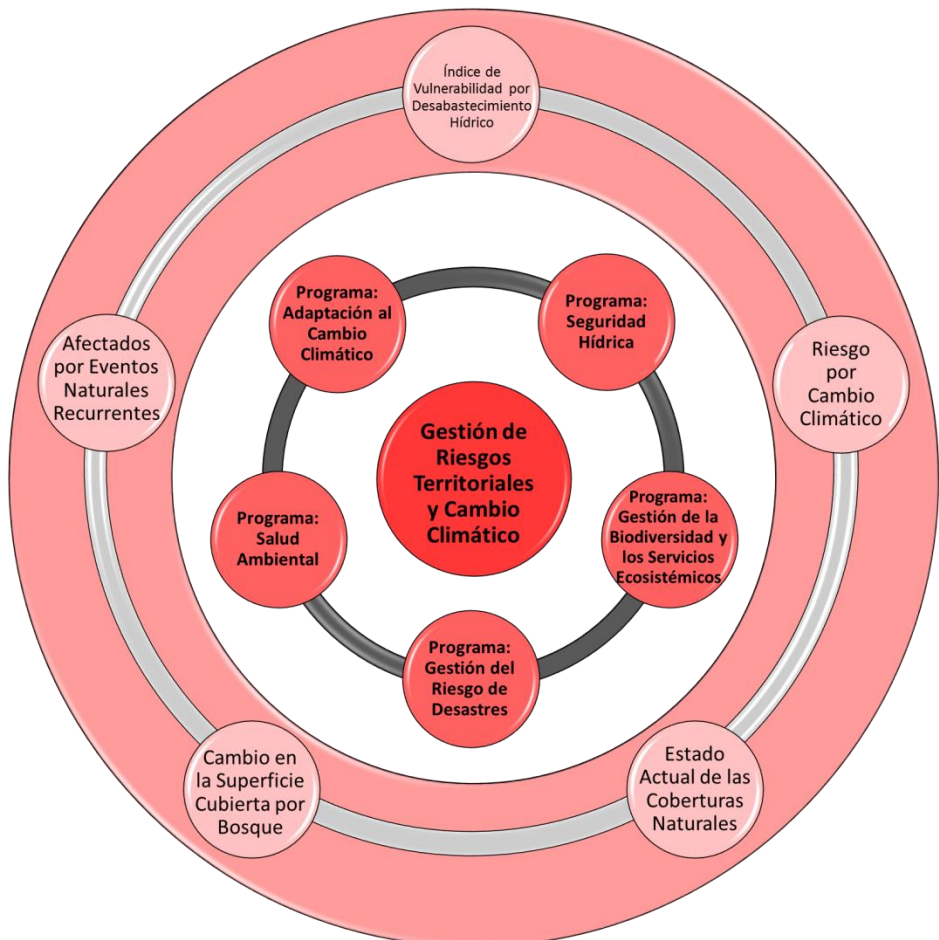 Índice de
Vulnerabilidad por
Desabastecimiento
Hídrico
Programa:
Adaptación al
Cambio
Climático
Programa:
Seguridad
Hídrica
Afectados
por Eventos
Naturales
Recurrentes
Riesgo
por
Cambio
Climático
Gestión de
Riesgos
Territoriales
y Cambio
Climático
Programa:
Salud
Ambiental
Programa:
Gestión de la
Biodiversidad y
los Servicios
Ecosistémicos
Programa:
Gestión del
Riesgo de
Desastres
Cambio en
la Superficie
Cubierta por
Bosque
Estado
Actual de las
Coberturas
Naturales